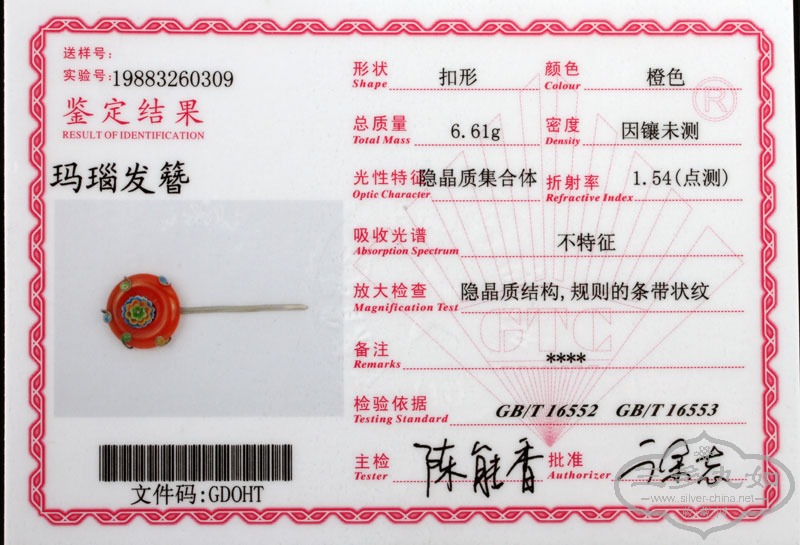 送样号:
实验号:19883260309
鉴定结果
RESULT OF IDENTIFICATION
玛瑙发簪
文件码:GDOHT
形状 扣形 颜色 橙色
Shape Colour
总质量 6.61g 密度 因镶未测
Total Mass Density
光性特征 隐晶质集合体 折射率 1.54(点测)
Optic Character Refractive Index
吸收光谱 不特征
Absorption Spectrum
放大检查 隐晶质结构,规则的条带状纹
Magnification Test
备注 ****
Remarks
检验依据 GB/T 16552 GB/T 16553
Testing Standard
主检 陈能香 批准
Tester Authorizer
GTC
®
www.silver-china.net